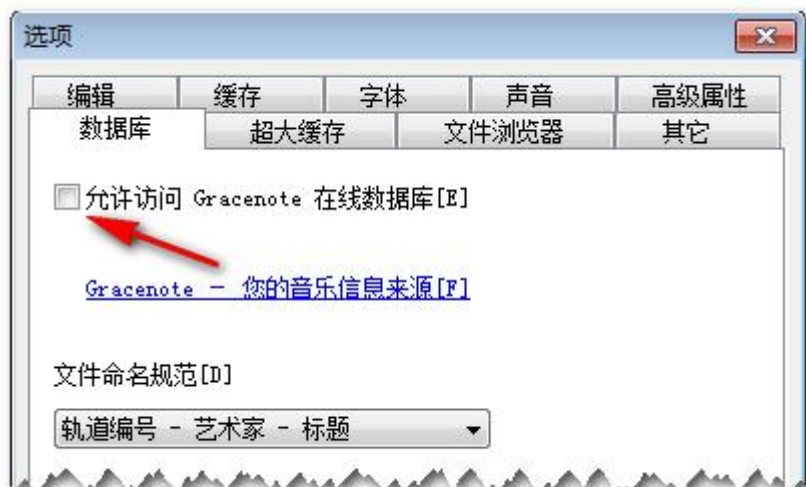 选项
编辑 缓存 字体 声音 高级属性
数据库 超大缓存 文件浏览器 其它
允许访问 Gracenote 在线数据库[E]
Gracenote - 您的音乐信息来源[F]
文件命名规范[D]
轨道编号 - 艺术家 - 标题